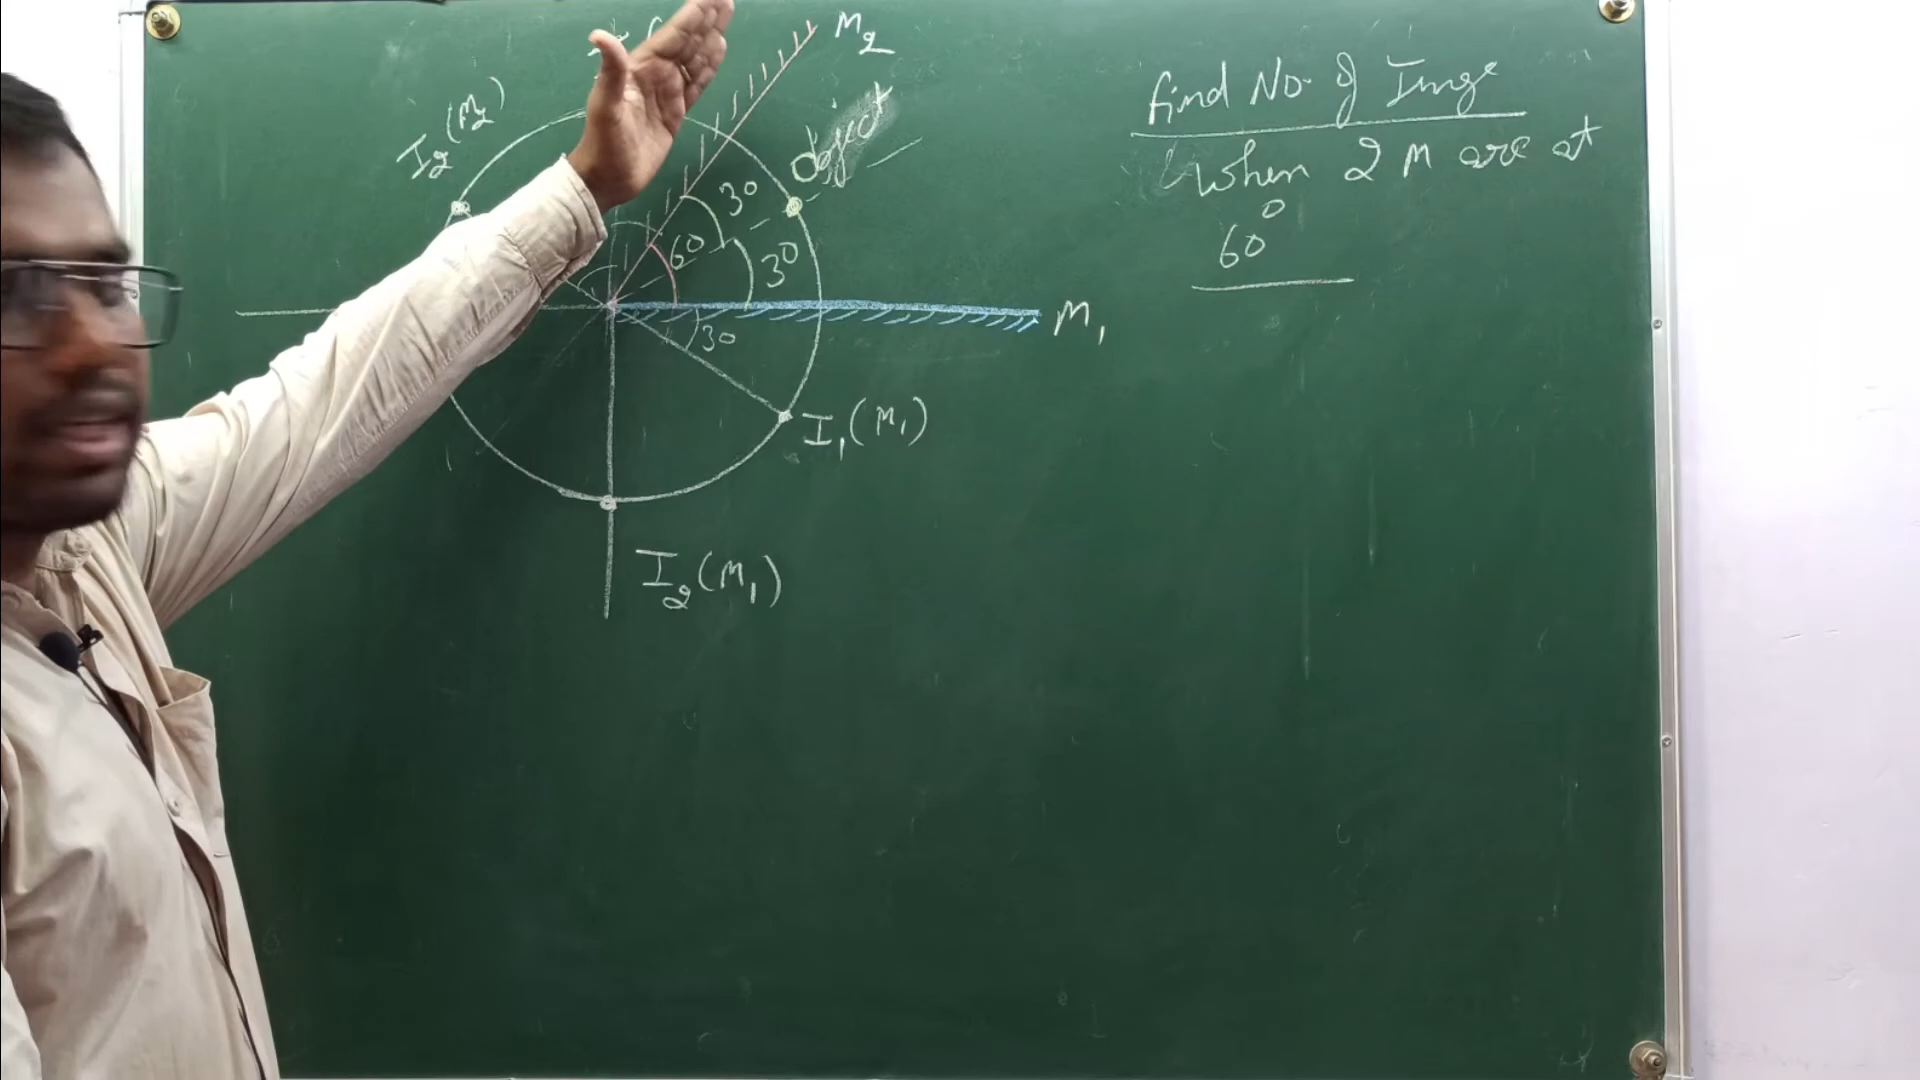 M2
I2(M2)
object
30
60
30
M1
30
I1(M1)
I2(M1)
find No. of Imge
when 2 M are at
60°